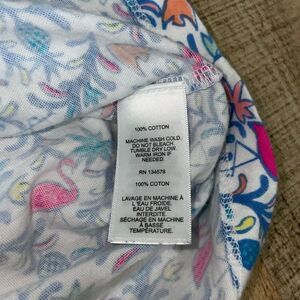 100% COTTON
MACHINE WASH COLD.
DO NOT BLEACH.
TUMBLE DRY LOW.
WARM IRON IF
NEEDED.
RN 134578
100% COTON
LAVAGE EN MACHINE À
L'EAU FROIDE.
EAU DE JAVEL
INTERDITE.
SÉCHAGE EN MACHINE
À BASSE
TEMPÉRATURE.